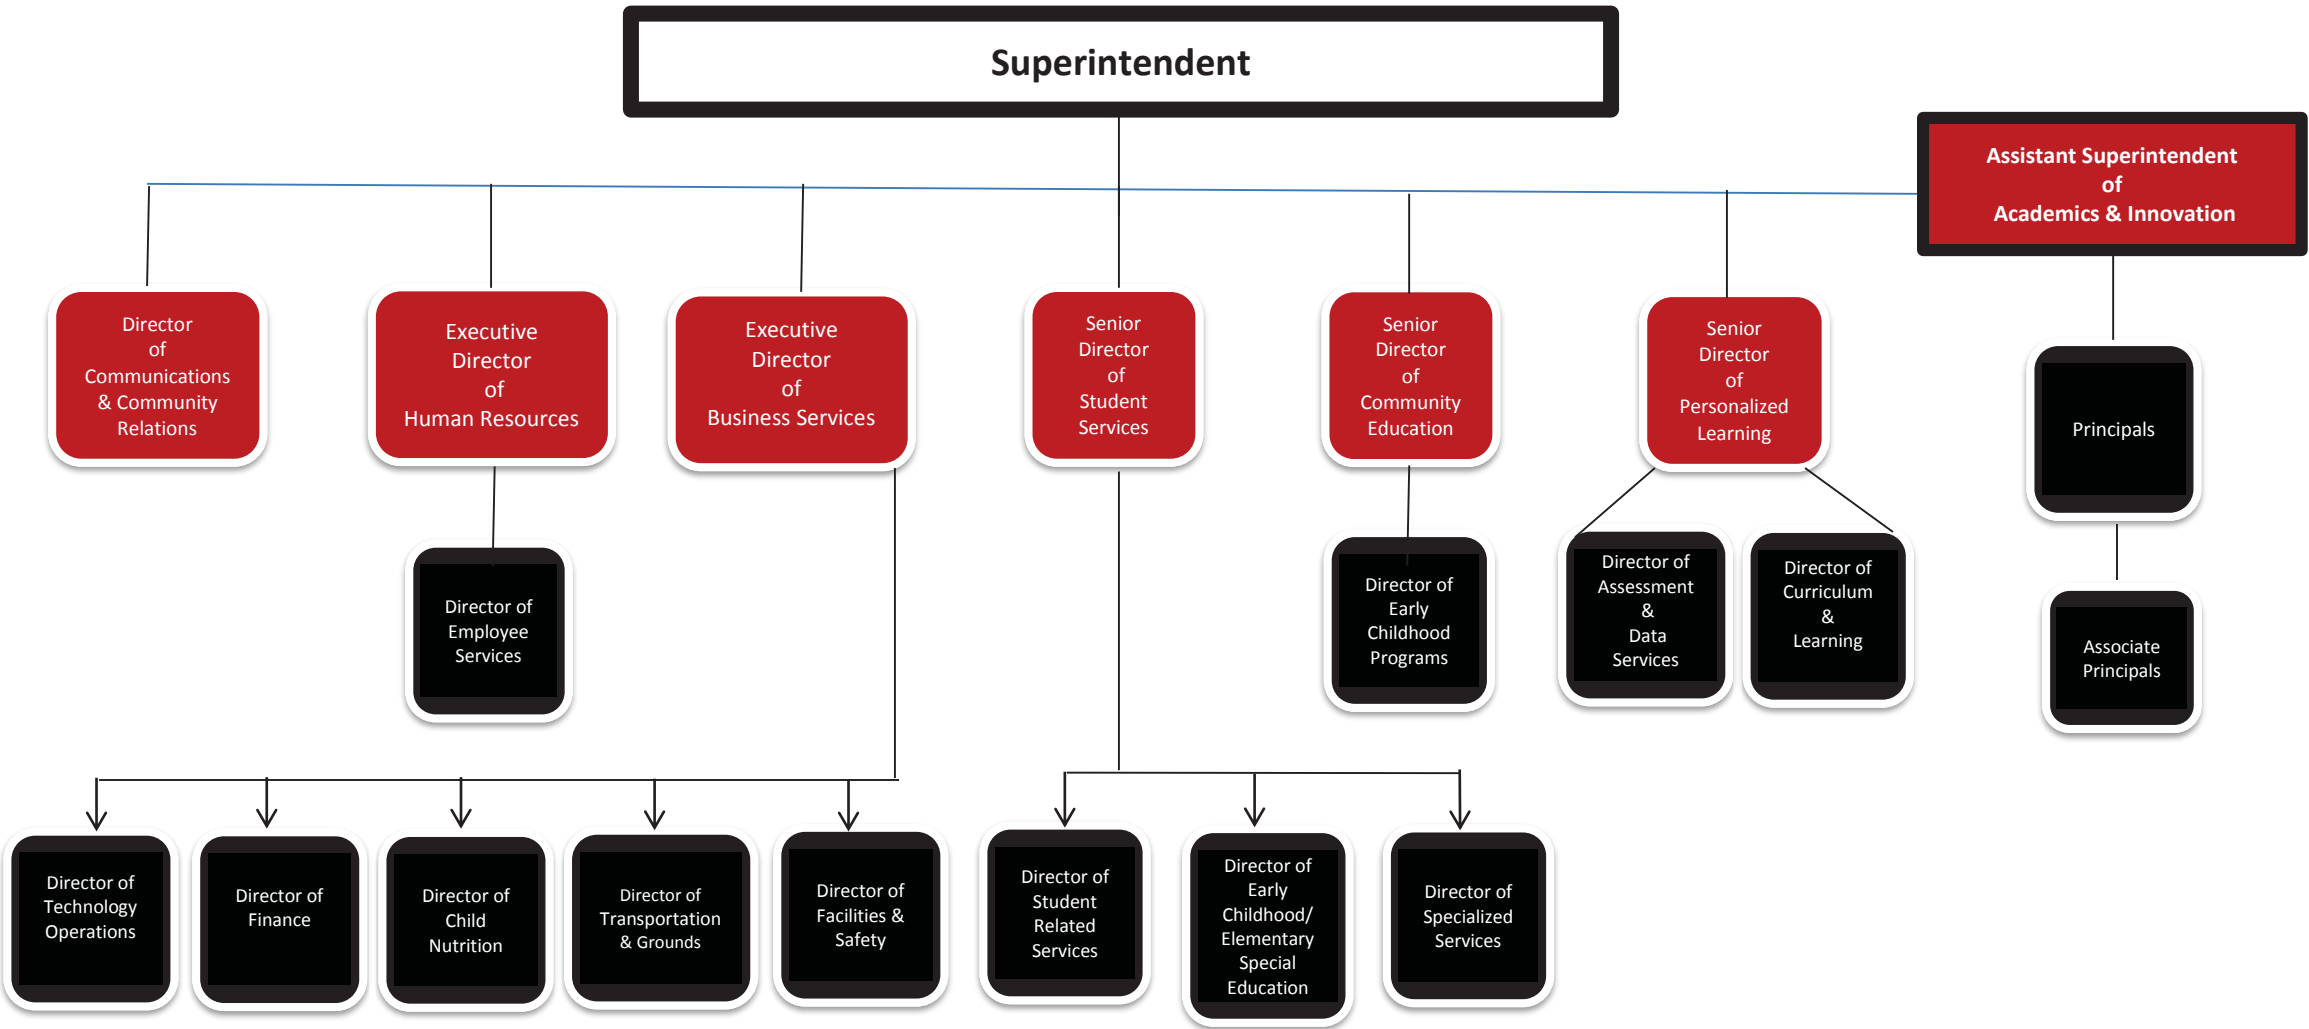 Superintendent
Assistant Superintendent
of
Academics & Innovation
Director
of
Communications
& Community
Relations
Executive
Director
of
Human Resources
Executive
Director
of
Business Services
Senior
Director
of
Student
Services
Senior
Director
of
Community
Education
Senior
Director
of
Personalized
Learning
Principals
Director of
Employee
Services
Director of
Early
Childhood
Programs
Director of
Assessment
&
Data
Services
Director of
Curriculum
&
Learning
Associate
Principals
Director of
Technology
Operations
Director of
Finance
Director of
Child
Nutrition
Director of
Transportation
& Grounds
Director of
Facilities &
Safety
Director of
Student
Related
Services
Director of
Early
Childhood/
Elementary
Special
Education
Director of
Specialized
Services